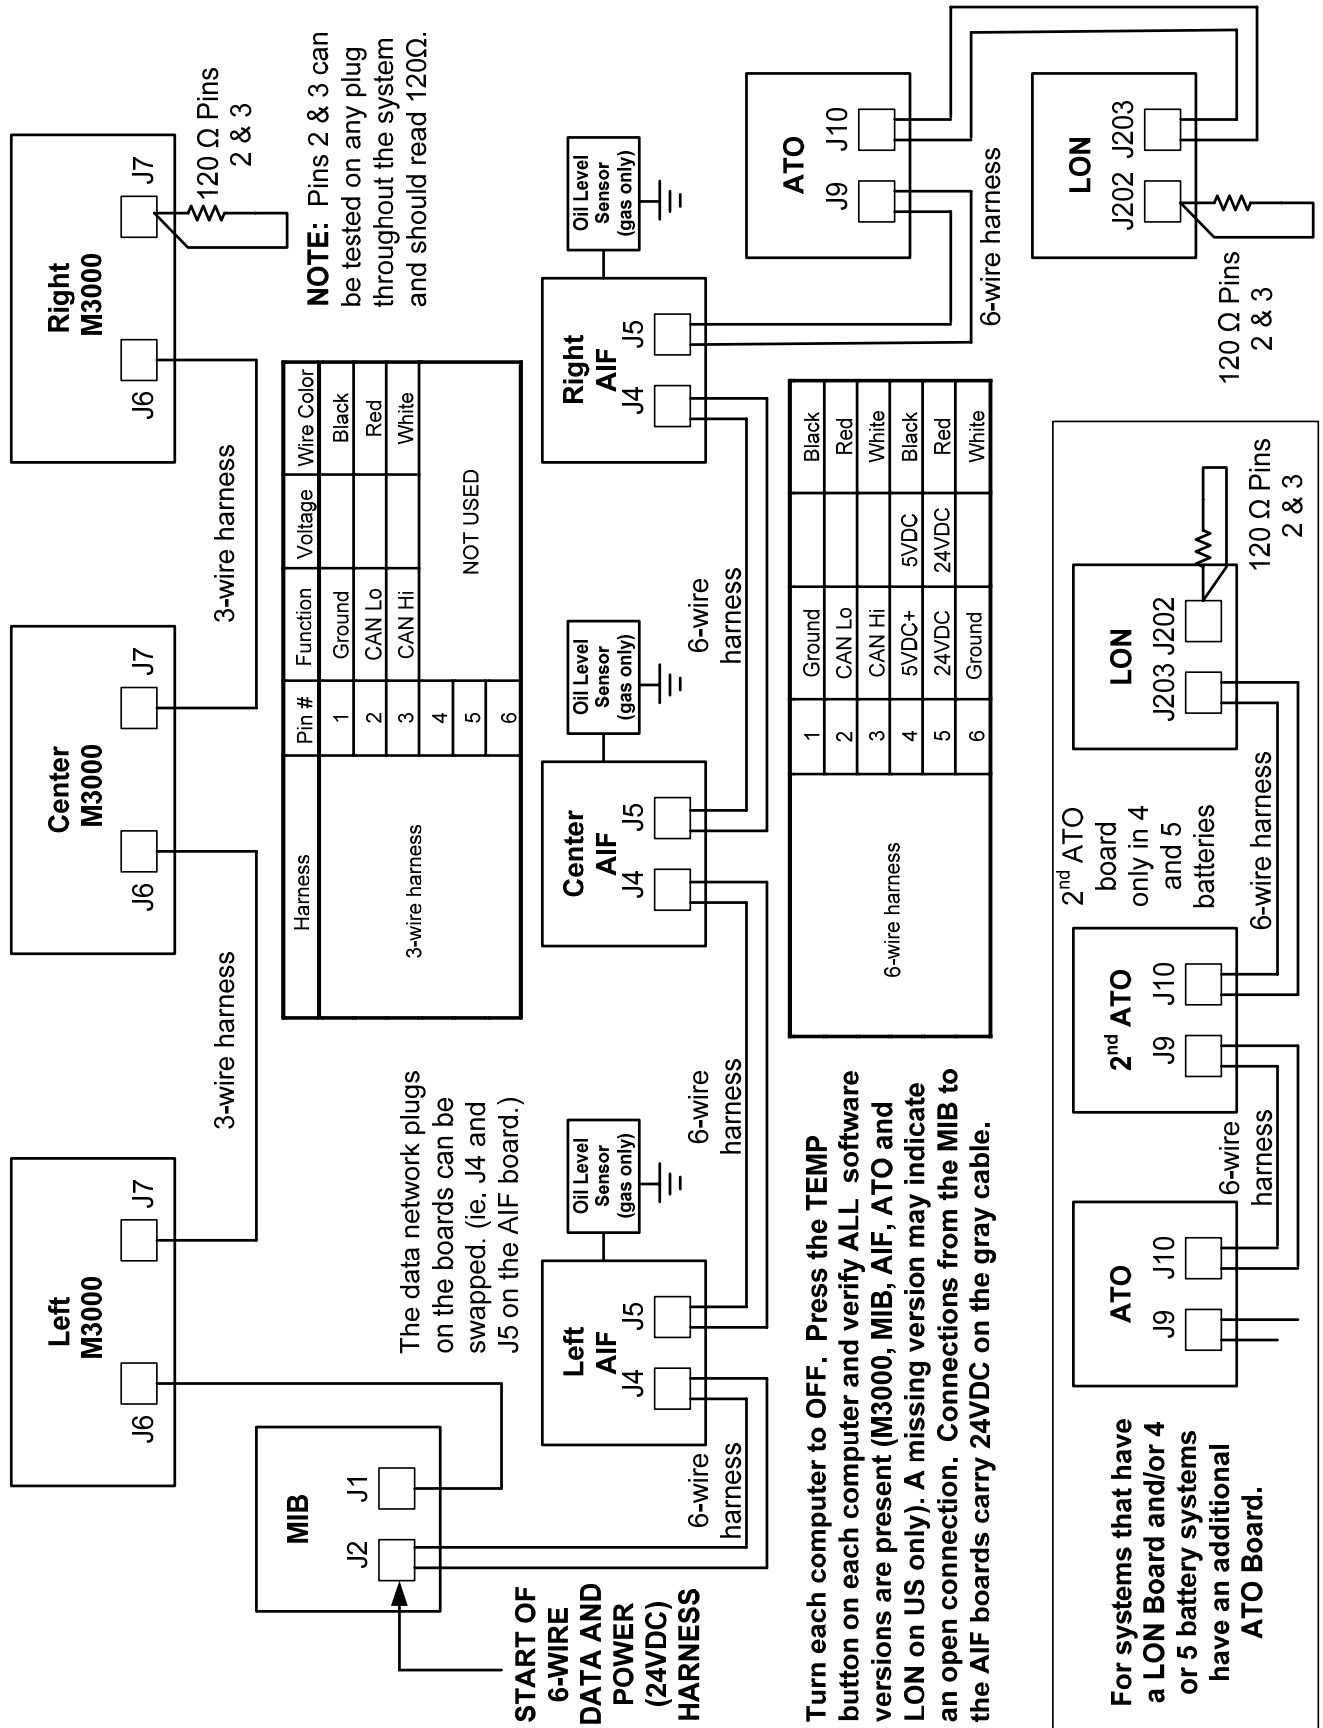 Left
M3000
J6
J7
3-wire harness
Center
M3000
J6
J7
3-wire harness
Right
M3000
J6
J7
120 Ω Pins
2 & 3
NOTE: Pins 2 & 3 can
be tested on any plug
throughout the system
and should read 120Ω.
MIB
J2
J1
START OF
6-WIRE
DATA AND
POWER
(24VDC)
HARNESS
The data network plugs
on the boards can be
swapped. (ie. J4 and
J5 on the AIF board.)
Harness Pin # Function Voltage Wire Color
3-wire harness
1 Ground Black
2 CAN Lo Red
3 CAN Hi White
4
5
6
NOT USED
6-wire
harness
Left
AIF
J4
J5
Oil Level
Sensor
(gas only)
6-wire
harness
Center
AIF
J4
J5
Oil Level
Sensor
(gas only)
6-wire
harness
Right
AIF
J4
J5
Oil Level
Sensor
(gas only)
6-wire harness
ATO
J9
J10
LON
J202
J203
120 Ω Pins
2 & 3
6-wire harness
1 Ground Black
2 CAN Lo Red
3 CAN Hi White
4 5VDC+ 5VDC Black
5 24VDC 24VDC Red
6 Ground White
Turn each computer to OFF. Press the TEMP
button on each computer and verify ALL software
versions are present (M3000, MIB, AIF, ATO and
LON on US only). A missing version may indicate
an open connection. Connections from the MIB to
the AIF boards carry 24VDC on the gray cable.
For systems that have
a LON Board and/or 4
or 5 battery systems
have an additional
ATO Board.
ATO
J9
J10
6-wire
harness
2nd ATO
J9
J10
2nd ATO
board
only in 4
and 5
batteries
6-wire harness
LON
J203
J202
120 Ω Pins
2 & 3